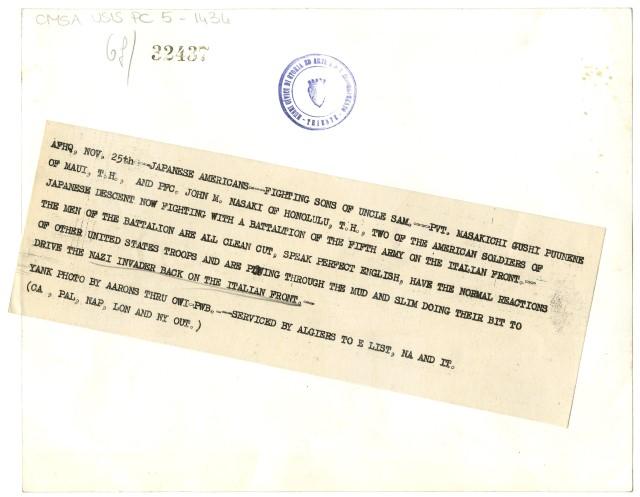 CMSA USIS PC 5 - 1434
68/ 32437
AFHQ, NOV. 25th---JAPANESE AMERICANS---FIGHTING SONS OF UNCLE SAM.---PVT. MASAKICHI GUSHI PUUNENE
OF MAUI, T.H., AND PFC. JOHN M. NASAKI OF HONOLULU, T.H., TWO OF THE AMERICAN SOLDIERS OF
JAPANESE DESCENT NOW FIGHTING WITH A BATTALTION OF THE FIFTH ARMY ON THE ITALIAN FRONT.---
THE MEN OF THE BATTALION ARE ALL CLEAN CUT, SPEAK PERFECT ENGLISH, HAVE THE NORMAL REACTIONS
OF OTHER UNITED STATES TROOPS AND ARE PWING THROUGH THE MUD AND SLIM DOING THEIR BIT TO
DRIVE THE NAZI INVADER BACK ON THE ITALIAN FRONT.--
YANK PHOTO BY AARONS THRU OWI-PWB.---SERVICED BY ALGIERS TO E LIST, NA AND IT.
(CA , PAL, NAP, LON AND NY OUT.)